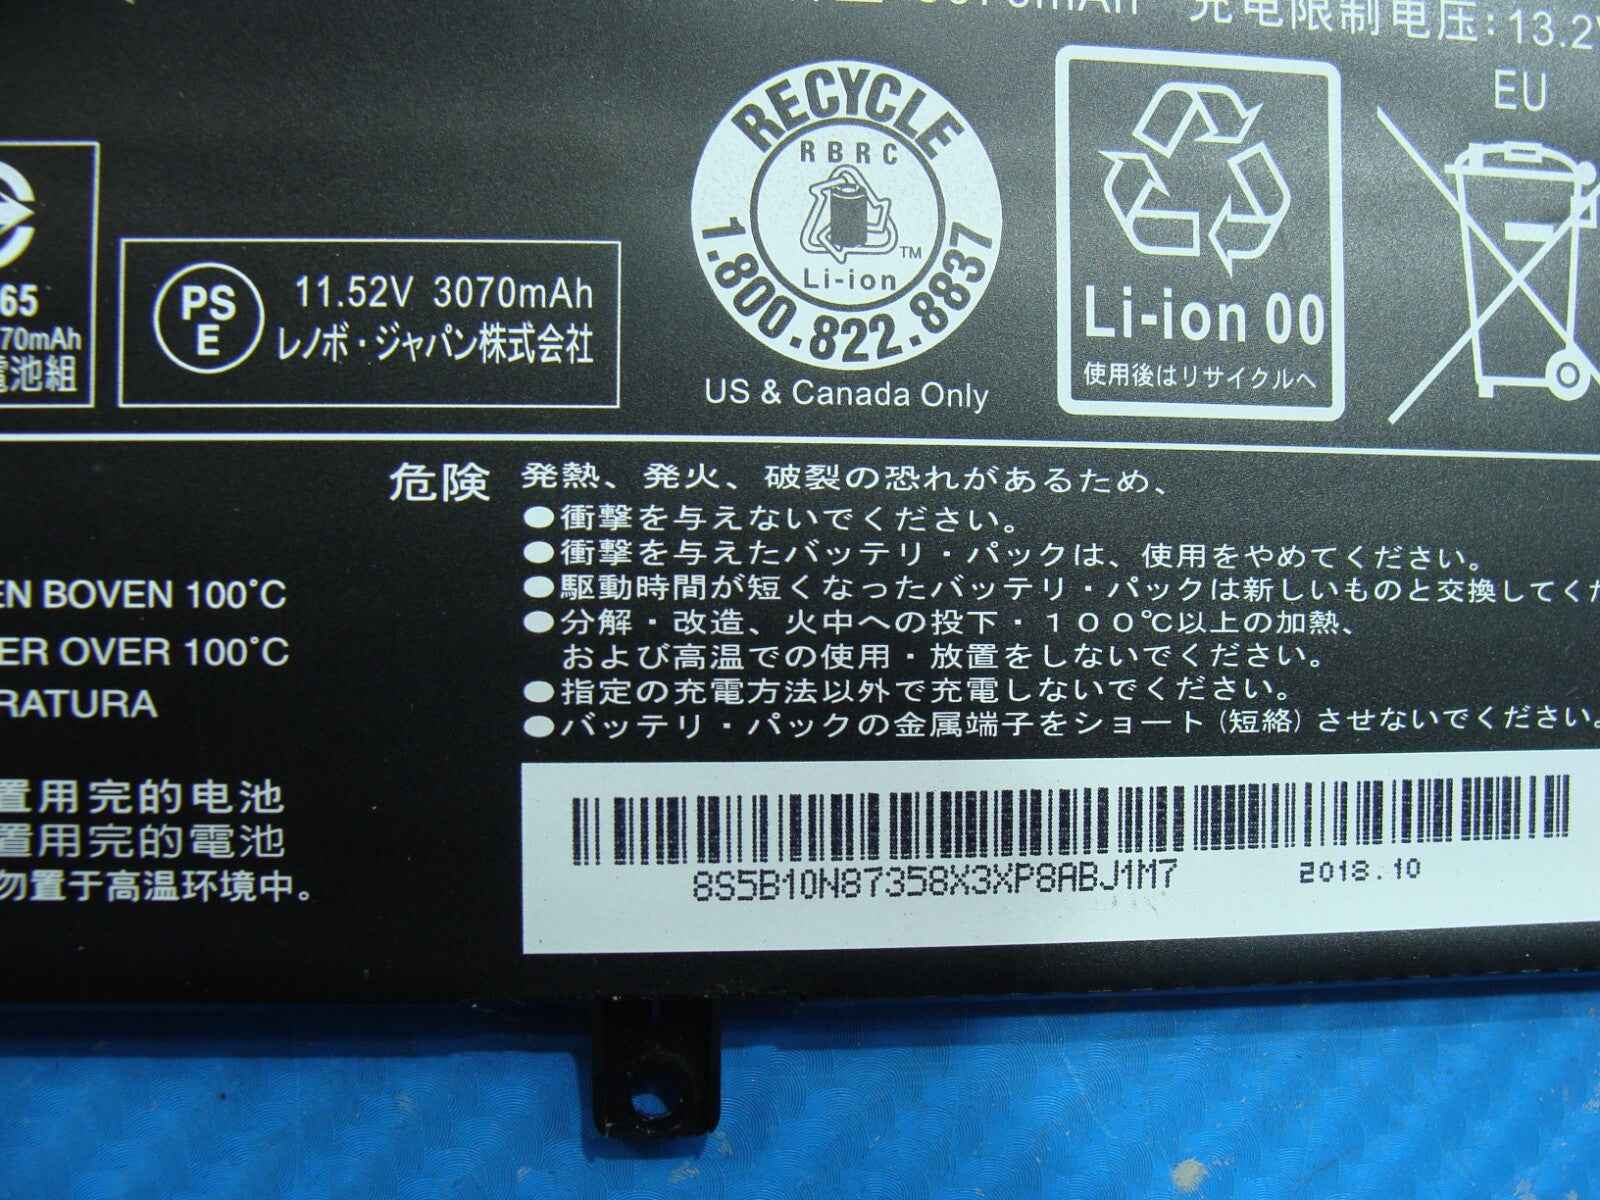 充电限制电压:13.2V
EU
RECYCLE
RBRC
TM
Li-ion
1.800.822.8837
US & Canada Only
Li-ion 00
使用後はリサイクルへ
65
70mAh
電池組
PS
E
11.52V 3070mAh
レノボ・ジャパン株式会社
危険 発熱、発火、破裂の恐れがあるため、
●衝撃を与えないでください。
●衝撃を与えたバッテリ・パックは、使用をやめてください。
●駆動時間が短くなったバッテリ・パックは新しいものと交換してくだ
●分解・改造、火中への投下・100℃以上の加熱、
および高温での使用・放置をしないでください。
●指定の充電方法以外で充電しないでください。
●バッテリ・パックの金属端子をショート(短絡)させないでください。
EN BOVEN 100°C
ER OVER 100°C
RATURA
置用完的电池
置用完的電池
勿置于高温环境中。
8S5B10N87358X3XP8ABJ1M7
2018.10